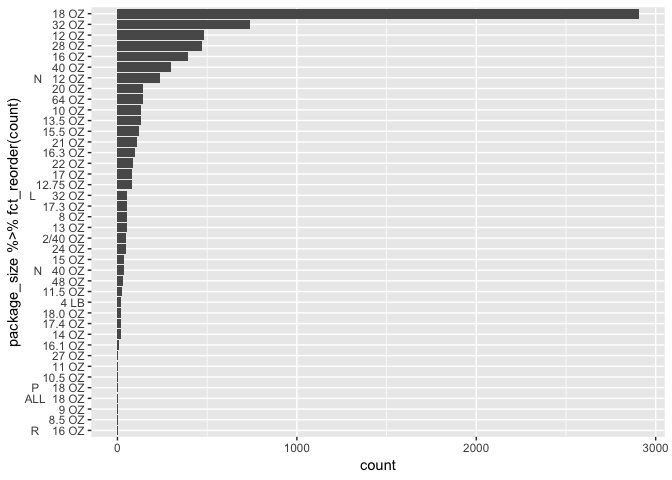 18 OZ
32 OZ
12 OZ
28 OZ
16 OZ
40 OZ
N 12 OZ
20 OZ
64 OZ
10 OZ
13.5 OZ
15.5 OZ
21 OZ
16.3 OZ
22 OZ
17 OZ
12.75 OZ
L 32 OZ
17.3 OZ
8 OZ
13 OZ
2/40 OZ
24 OZ
15 OZ
N 40 OZ
48 OZ
11.5 OZ
4 LB
18.0 OZ
17.4 OZ
14 OZ
16.1 OZ
27 OZ
11 OZ
10.5 OZ
P 18 OZ
ALL 18 OZ
9 OZ
8.5 OZ
R 16 OZ
package_size %>% fct_reorder(count)
0 1000 2000 3000
count